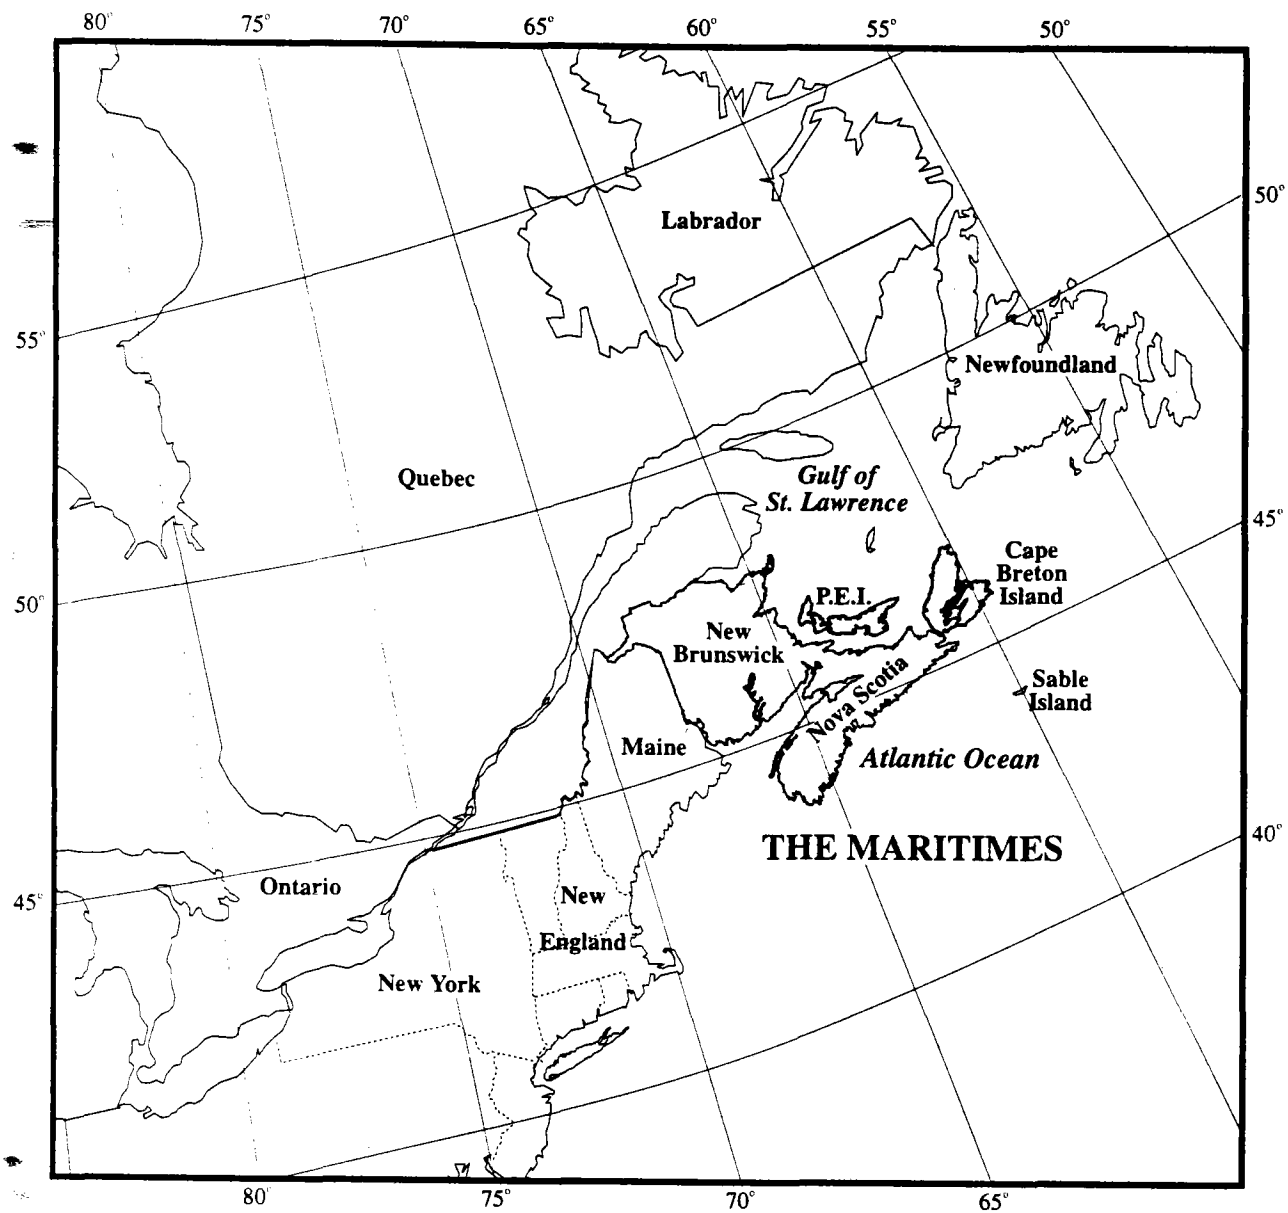 80° 75° 70° 65° 60° 55° 50°
50°
Labrador
55°
Newfoundland
Quebec
Gulf of
St. Lawrence
45°
Cape
Breton
Island
50°
P.E.I.
New
Brunswick
Nova Scotia
Sable
Island
Maine
Atlantic Ocean
THE MARITIMES
40°
45°
Ontario
New
England
New York
80° 75° 70° 65°